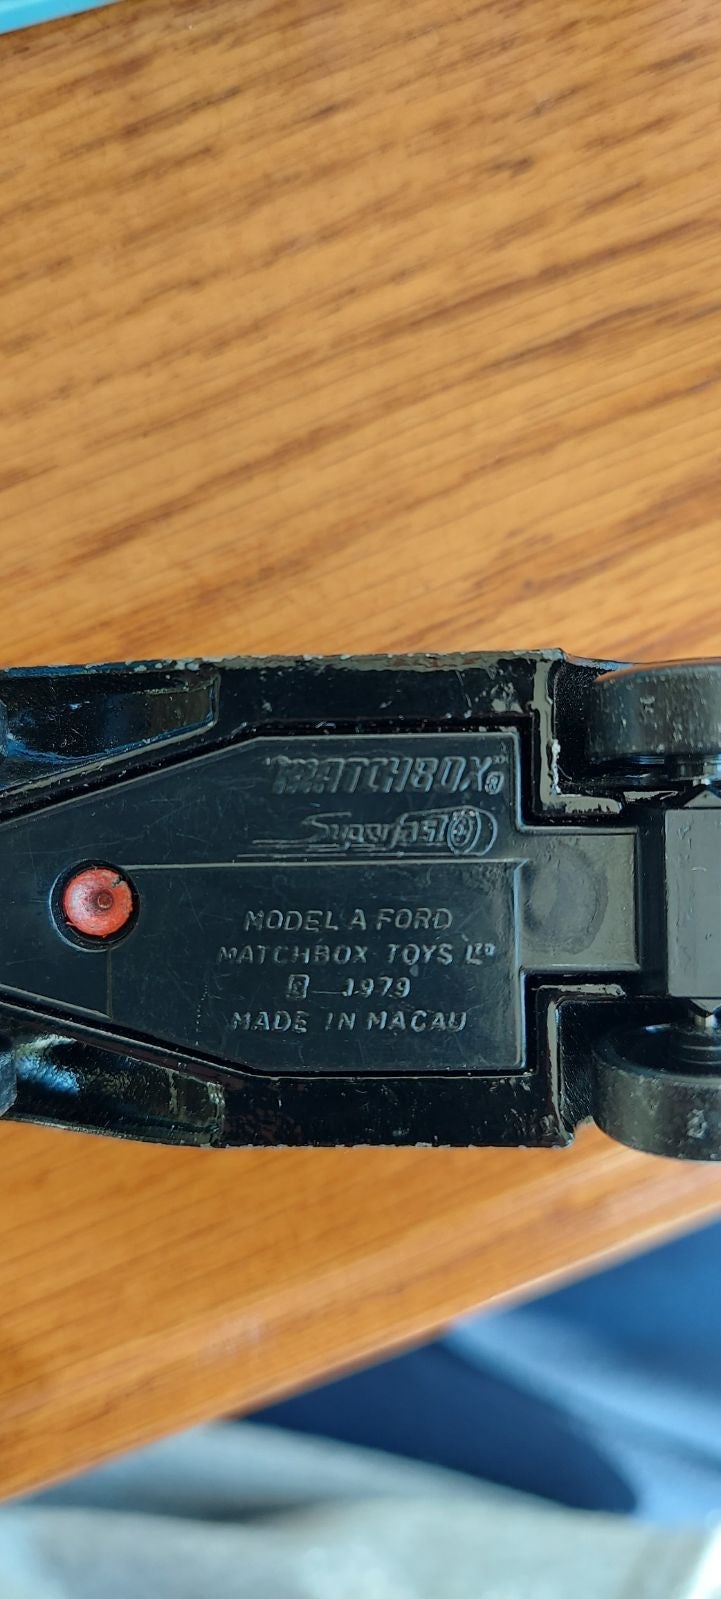 "MATCHBOX"®
Superfast
MODEL A FORD
MATCHBOX TOYS LTD
© 1979
MADE IN MACAU